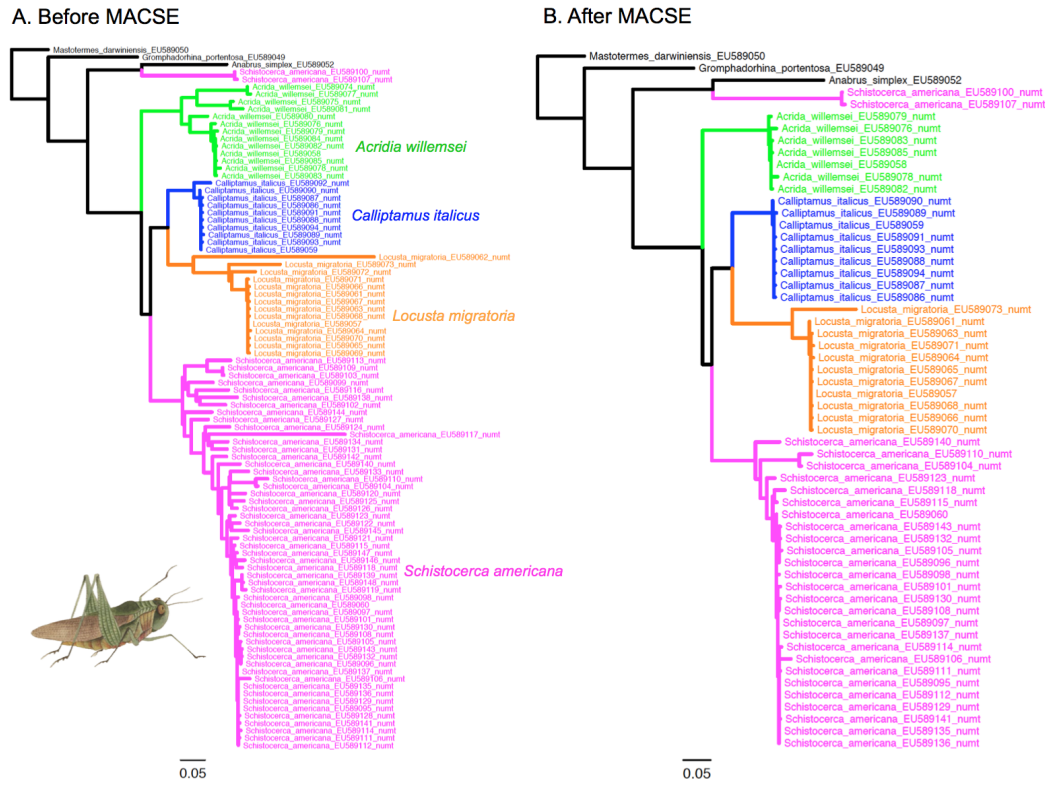 A. Before MACSE
Mastotermes_darwiniensis_EU589050
Gromphadorhina_portentosa_EU589049
Anabrus_simplex_EU589052
Schistocerca_americana_EU589100_numt
Schistocerca_americana_EU589107_numt
Acrida_willemsei_EU589074_numt
Acrida_willemsei_EU589077_numt
Acrida_willemsei_EU589075_numt
Acrida_willemsei_EU589081_numt
Acrida_willemsei_EU589080_numt
Acrida_willemsei_EU589076_numt
Acrida_willemsei_EU589079_numt
Acrida_willemsei_EU589084_numt
Acrida_willemsei_EU589082_numt
Acrida_willemsei_EU589058
Acrida_willemsei_EU589085_numt
Acrida_willemsei_EU589078_numt
Acrida_willemsei_EU589083_numt
Acridia willemsei
Calliptamus_italicus_EU589092_numt
Calliptamus_italicus_EU589090_numt
Calliptamus_italicus_EU589087_numt
Calliptamus_italicus_EU589086_numt
Calliptamus_italicus_EU589091_numt
Calliptamus_italicus_EU589088_numt
Calliptamus_italicus_EU589094_numt
Calliptamus_italicus_EU589089_numt
Calliptamus_italicus_EU589093_numt
Calliptamus_italicus_EU589059
Calliptamus italicus
Locusta_migratoria_EU589062_numt
Locusta_migratoria_EU589073_numt
Locusta_migratoria_EU589072_numt
Locusta_migratoria_EU589071_numt
Locusta_migratoria_EU589066_numt
Locusta_migratoria_EU589061_numt
Locusta_migratoria_EU589067_numt
Locusta_migratoria_EU589063_numt
Locusta_migratoria_EU589068_numt
Locusta_migratoria_EU589057
Locusta_migratoria_EU589064_numt
Locusta_migratoria_EU589070_numt
Locusta_migratoria_EU589065_numt
Locusta_migratoria_EU589069_numt
Locusta migratoria
Schistocerca_americana_EU589113_numt
Schistocerca_americana_EU589109_numt
Schistocerca_americana_EU589103_numt
Schistocerca_americana_EU589099_numt
Schistocerca_americana_EU589116_numt
Schistocerca_americana_EU589138_numt
Schistocerca_americana_EU589102_numt
Schistocerca_americana_EU589144_numt
Schistocerca_americana_EU589127_numt
Schistocerca_americana_EU589124_numt
Schistocerca_americana_EU589117_numt
Schistocerca_americana_EU589134_numt
Schistocerca_americana_EU589131_numt
Schistocerca_americana_EU589142_numt
Schistocerca_americana_EU589140_numt
Schistocerca_americana_EU589133_numt
Schistocerca_americana_EU589110_numt
Schistocerca_americana_EU589104_numt
Schistocerca_americana_EU589120_numt
Schistocerca_americana_EU589125_numt
Schistocerca_americana_EU589126_numt
Schistocerca_americana_EU589123_numt
Schistocerca_americana_EU589122_numt
Schistocerca_americana_EU589145_numt
Schistocerca_americana_EU589121_numt
Schistocerca_americana_EU589115_numt
Schistocerca_americana_EU589147_numt
Schistocerca_americana_EU589146_numt
Schistocerca_americana_EU589118_numt
Schistocerca_americana_EU589139_numt
Schistocerca_americana_EU589148_numt
Schistocerca_americana_EU589119_numt
Schistocerca_americana_EU589098_numt
Schistocerca_americana_EU589060
Schistocerca_americana_EU589097_numt
Schistocerca_americana_EU589101_numt
Schistocerca_americana_EU589130_numt
Schistocerca_americana_EU589108_numt
Schistocerca_americana_EU589105_numt
Schistocerca_americana_EU589143_numt
Schistocerca_americana_EU589132_numt
Schistocerca_americana_EU589096_numt
Schistocerca_americana_EU589137_numt
Schistocerca_americana_EU589106_numt
Schistocerca_americana_EU589135_numt
Schistocerca_americana_EU589136_numt
Schistocerca_americana_EU589129_numt
Schistocerca_americana_EU589095_numt
Schistocerca_americana_EU589128_numt
Schistocerca_americana_EU589141_numt
Schistocerca_americana_EU589114_numt
Schistocerca_americana_EU589111_numt
Schistocerca_americana_EU589112_numt
Schistocerca americana
0.05
B. After MACSE
Mastotermes_darwiniensis_EU589050
Gromphadorhina_portentosa_EU589049
Anabrus_simplex_EU589052
Schistocerca_americana_EU589100_numt
Schistocerca_americana_EU589107_numt
Acrida_willemsei_EU589079_numt
Acrida_willemsei_EU589076_numt
Acrida_willemsei_EU589083_numt
Acrida_willemsei_EU589085_numt
Acrida_willemsei_EU589058
Acrida_willemsei_EU589078_numt
Acrida_willemsei_EU589082_numt
Calliptamus_italicus_EU589090_numt
Calliptamus_italicus_EU589089_numt
Calliptamus_italicus_EU589059
Calliptamus_italicus_EU589091_numt
Calliptamus_italicus_EU589093_numt
Calliptamus_italicus_EU589088_numt
Calliptamus_italicus_EU589094_numt
Calliptamus_italicus_EU589087_numt
Calliptamus_italicus_EU589086_numt
Locusta_migratoria_EU589073_numt
Locusta_migratoria_EU589061_numt
Locusta_migratoria_EU589063_numt
Locusta_migratoria_EU589071_numt
Locusta_migratoria_EU589064_numt
Locusta_migratoria_EU589065_numt
Locusta_migratoria_EU589067_numt
Locusta_migratoria_EU589057
Locusta_migratoria_EU589068_numt
Locusta_migratoria_EU589066_numt
Locusta_migratoria_EU589070_numt
Schistocerca_americana_EU589140_numt
Schistocerca_americana_EU589110_numt
Schistocerca_americana_EU589104_numt
Schistocerca_americana_EU589123_numt
Schistocerca_americana_EU589118_numt
Schistocerca_americana_EU589115_numt
Schistocerca_americana_EU589060
Schistocerca_americana_EU589143_numt
Schistocerca_americana_EU589132_numt
Schistocerca_americana_EU589105_numt
Schistocerca_americana_EU589096_numt
Schistocerca_americana_EU589098_numt
Schistocerca_americana_EU589101_numt
Schistocerca_americana_EU589130_numt
Schistocerca_americana_EU589108_numt
Schistocerca_americana_EU589097_numt
Schistocerca_americana_EU589137_numt
Schistocerca_americana_EU589114_numt
Schistocerca_americana_EU589106_numt
Schistocerca_americana_EU589111_numt
Schistocerca_americana_EU589095_numt
Schistocerca_americana_EU589112_numt
Schistocerca_americana_EU589129_numt
Schistocerca_americana_EU589141_numt
Schistocerca_americana_EU589135_numt
Schistocerca_americana_EU589136_numt
0.05